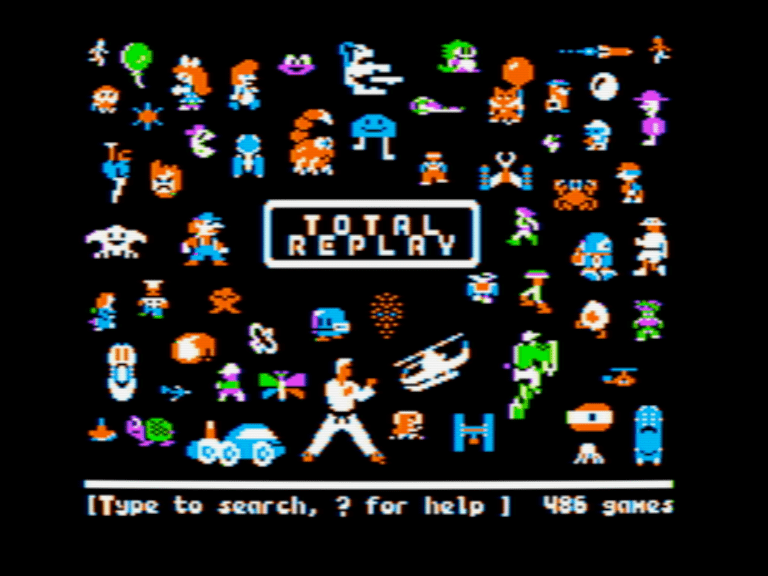 TOTAL
REPLAY
[Type to search, ? for help ] 486 games